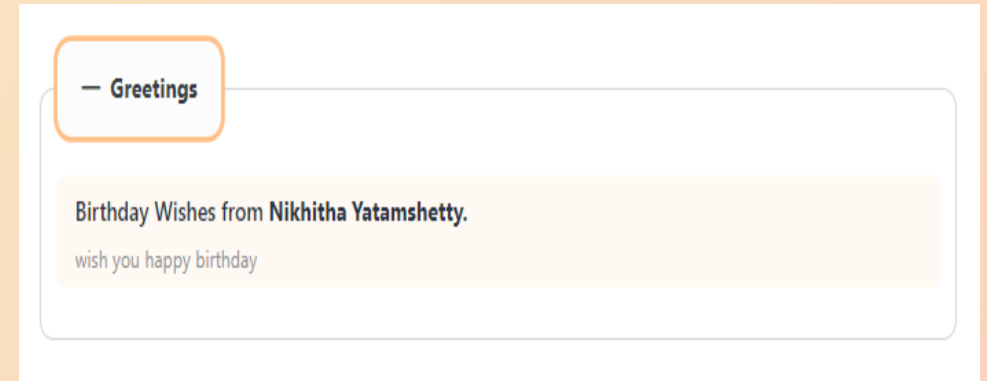 — Greetings
Birthday Wishes from Nikhitha Yatamshetty.
wish you happy birthday